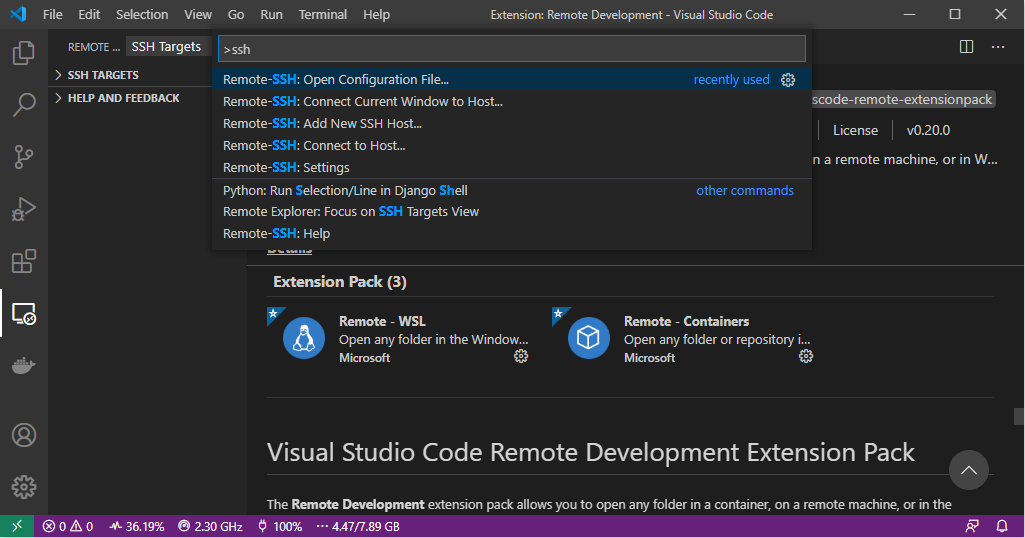 File Edit Selection View Go Run Terminal Help Extension: Remote Development - Visual Studio Code
REMOTE ... SSH Targets
>ssh
SSH TARGETS
HELP AND FEEDBACK
Remote-SSH: Open Configuration File... recently used
Remote-SSH: Connect Current Window to Host...
Remote-SSH: Add New SSH Host...
Remote-SSH: Connect to Host...
Remote-SSH: Settings
Python: Run Selection/Line in Django Shell other commands
Remote Explorer: Focus on SSH Targets View
Remote-SSH: Help
scode-remote-extensionpack
License v0.20.0
n a remote machine, or in W...
Details
Extension Pack (3)
Remote - WSL
Open any folder in the Window...
Microsoft
Remote - Containers
Open any folder or repository i...
Microsoft
Visual Studio Code Remote Development Extension Pack
The Remote Development extension pack allows you to open any folder in a container, on a remote machine, or in the
0 0 36.19% 2.30 GHz 100% ··· 4.47/7.89 GB